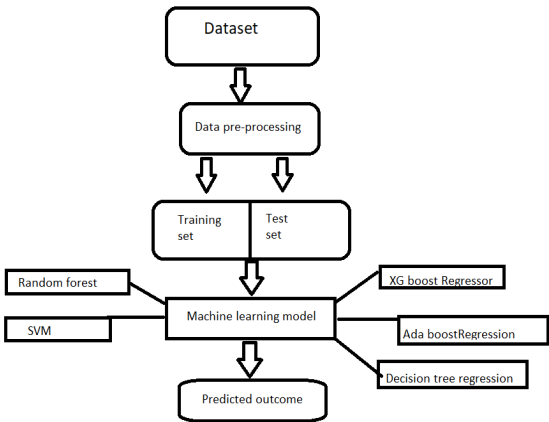 Dataset
Data pre-processing
Training
set
Test
set
Random forest
XG boost Regressor
SVM
Machine learning model
Ada boostRegression
Decision tree regression
Predicted outcome